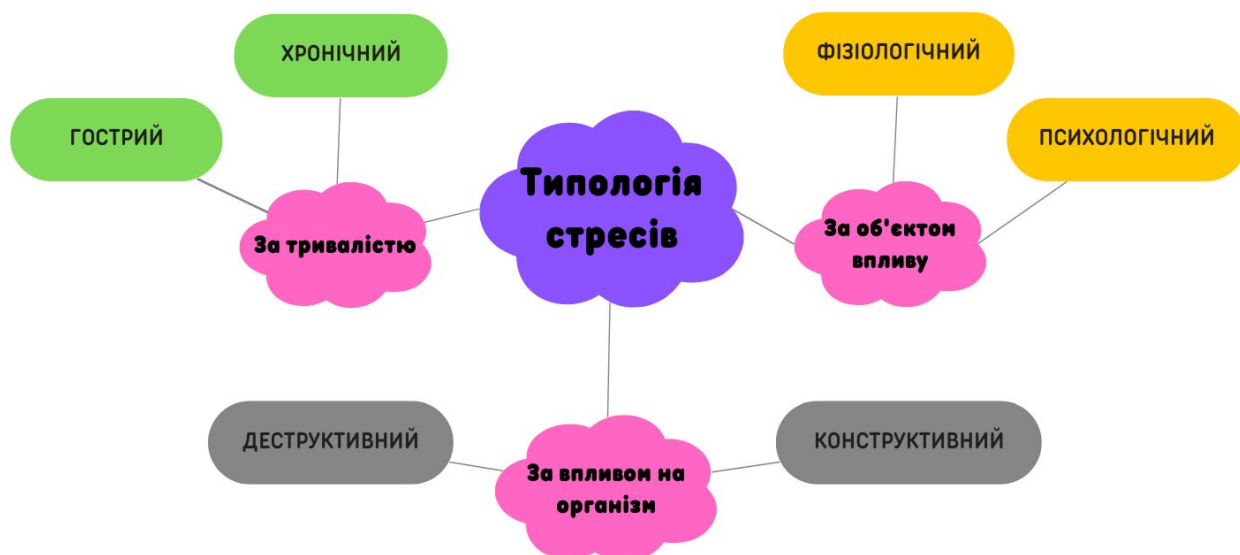 ХРОНІЧНИЙ
ФІЗІОЛОГІЧНИЙ
ГОСТРИЙ
ПСИХОЛОГІЧНИЙ
Типологія
стресів
За тривалістю
За об'єктом
впливу
ДЕСТРУКТИВНИЙ
КОНСТРУКТИВНИЙ
За впливом на
організм